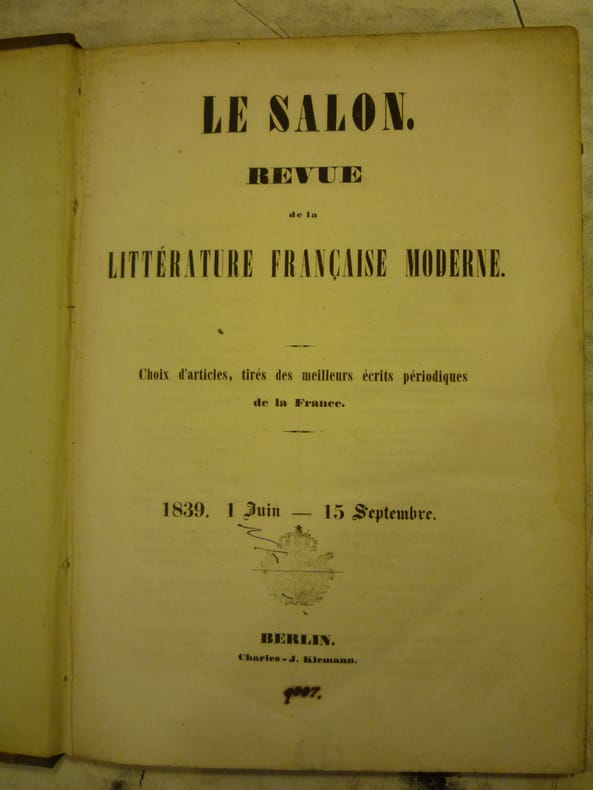 LE SALON.
REVUE
de la
LITTÉRATURE FRANÇAISE MODERNE.
Choix d'articles, tirés des meilleurs écrits périodiques
de la France.
1839. 1 Juin — 15 Septembre.
BERLIN.
Charles-J. Klemann.
9007.